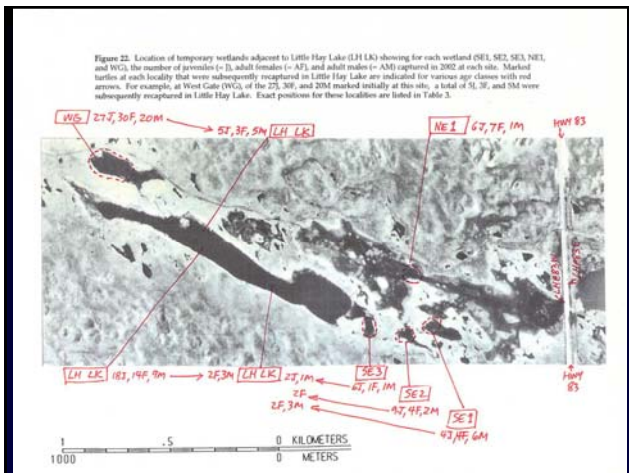 Figure 22. Location of temporary wetlands adjacent to Little Hay Lake (LH LK) showing for each wetland (SE1, SE2, SE3, NE1,
and WG), the number of juveniles (= J), adult females (= AF), and adult males (= AM) captured in 2002 at each site. Marked
turtles at each locality that were subsequently recaptured in Little Hay Lake are indicated for various age classes with red
arrows. For example, at West Gate (WG), of the 27J, 30F, and 20M marked initially at this site, a total of 5J, 3F, and 5M were
subsequently recaptured in Little Hay Lake. Exact positions for these localities are listed in Table 3.
WG 27J, 30F, 20M
5J, 3F, 5M LH LK
NE1 6J, 7F, 1M
HWY 83
LH LK 18J, 14F, 9M
2F, 3M LH LK 2J, 1M
SE3
6J, 1F, 1M
SE2
2F
9J, 4F, 2M
SE1
2F, 3M
4J, 4F, 6M
HWY
83
1 .5 0 KILOMETERS
1000 0 METERS